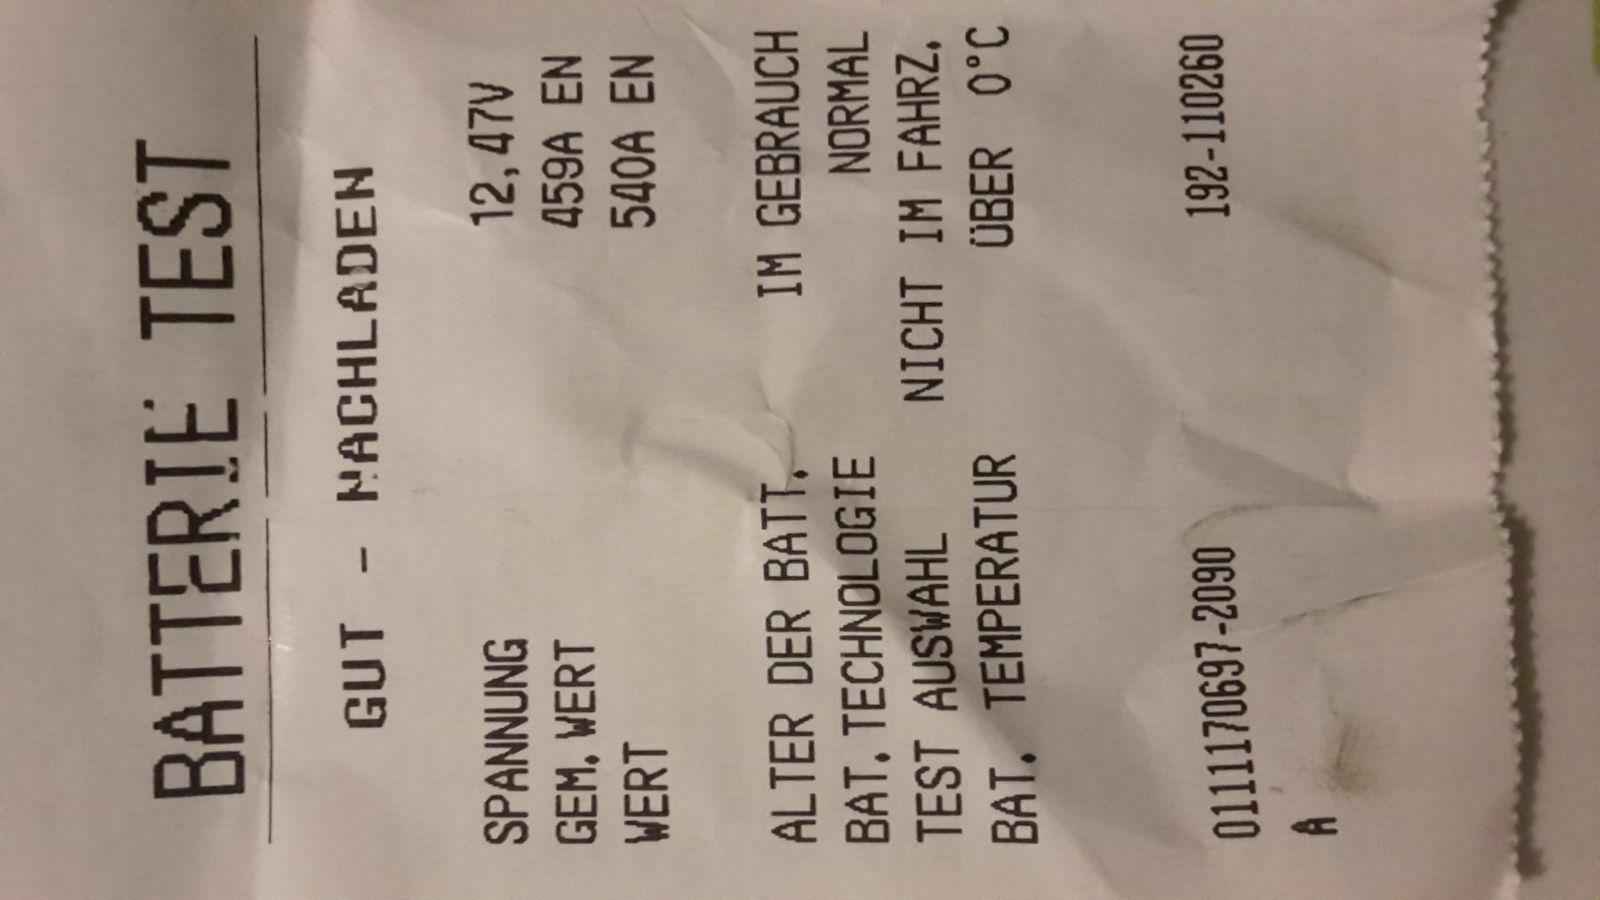 BATTERIE TEST
GUT - NACHLADEN
SPANNUNG 12,47V
GEM. WERT 459A EN
WERT 540A EN
ALTER DER BATT. IM GEBRAUCH
BAT. TECHNOLOGIE NORMAL
TEST AUSWAHL NICHT IM FAHRZ.
BAT. TEMPERATUR ÜBER 0°C
011117O697-2090 192-110260
A